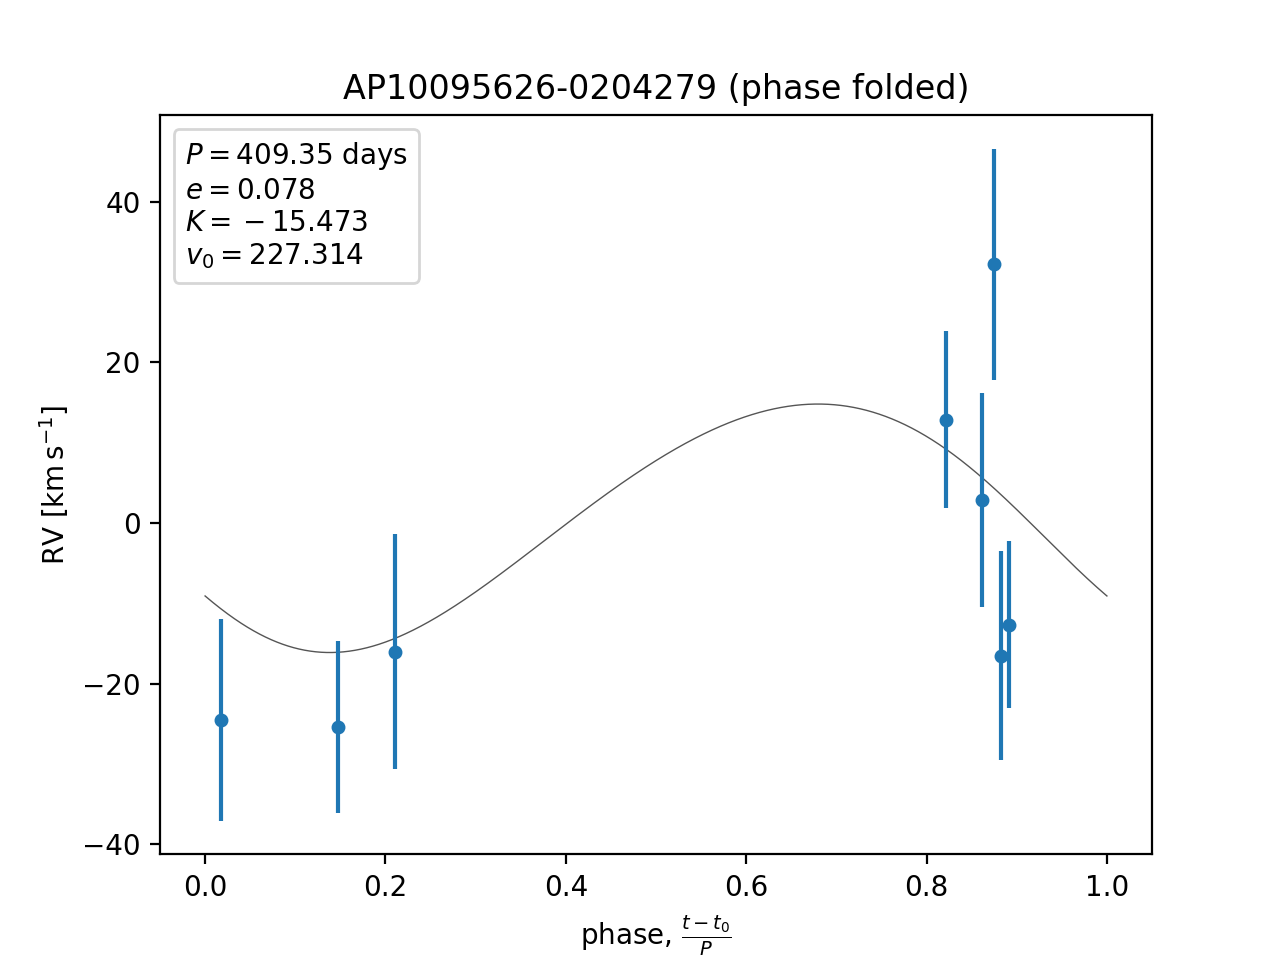 AP10095626-0204279 (phase folded)
P = 409.35 days
e = 0.078
K = −15.473
v₀ = 227.314
40
20
0
−20
−40
RV [km s⁻¹]
0.0 0.2 0.4 0.6 0.8 1.0
phase, (t − t₀)/P